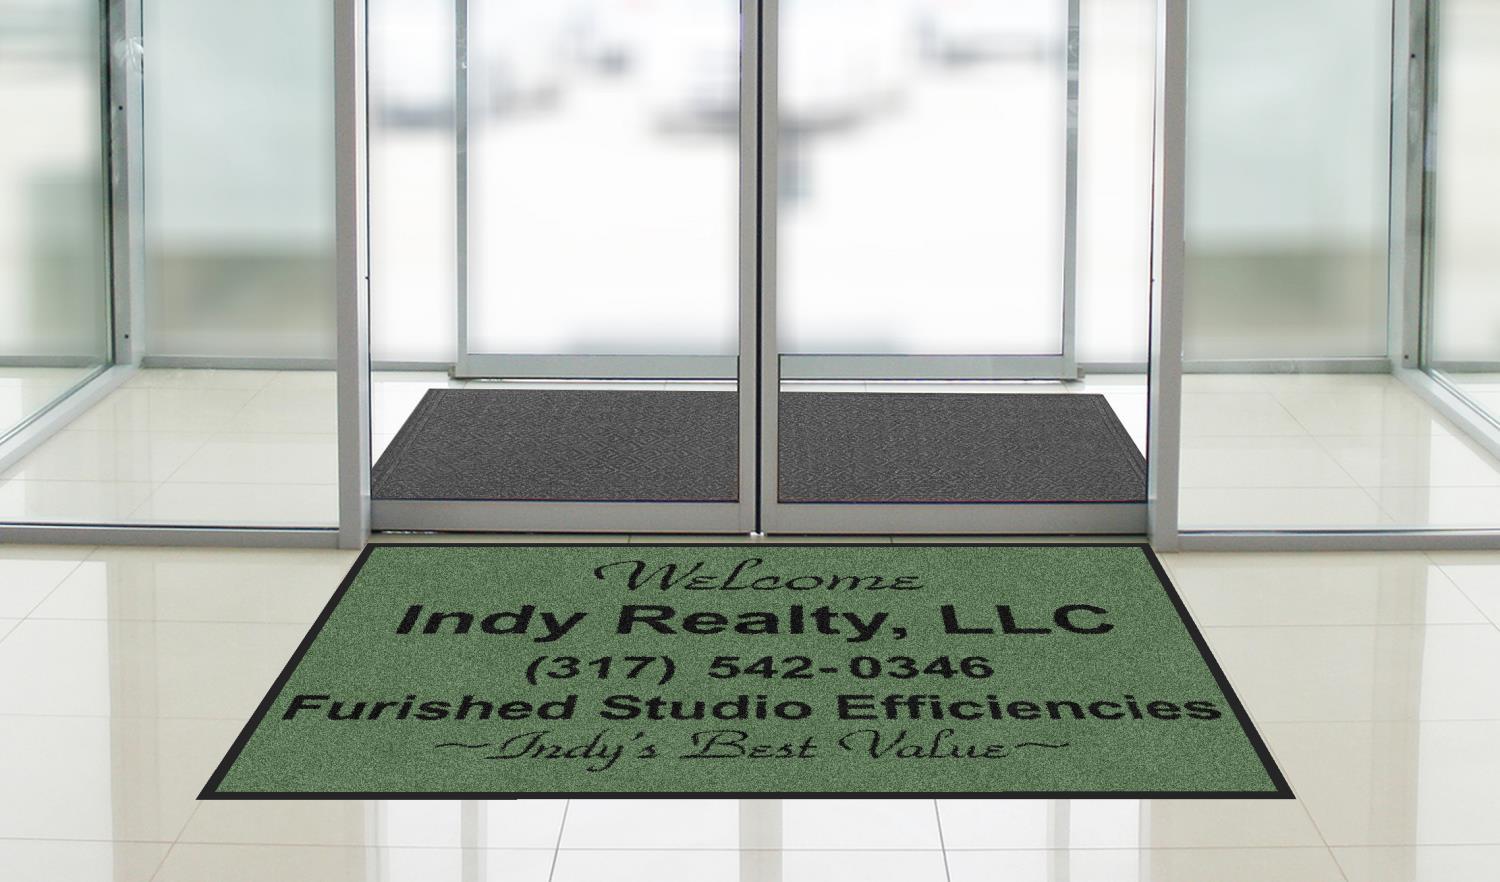 Welcome
Indy Realty, LLC
(317) 542-0346
Furished Studio Efficiencies
~Indy's Best Value~